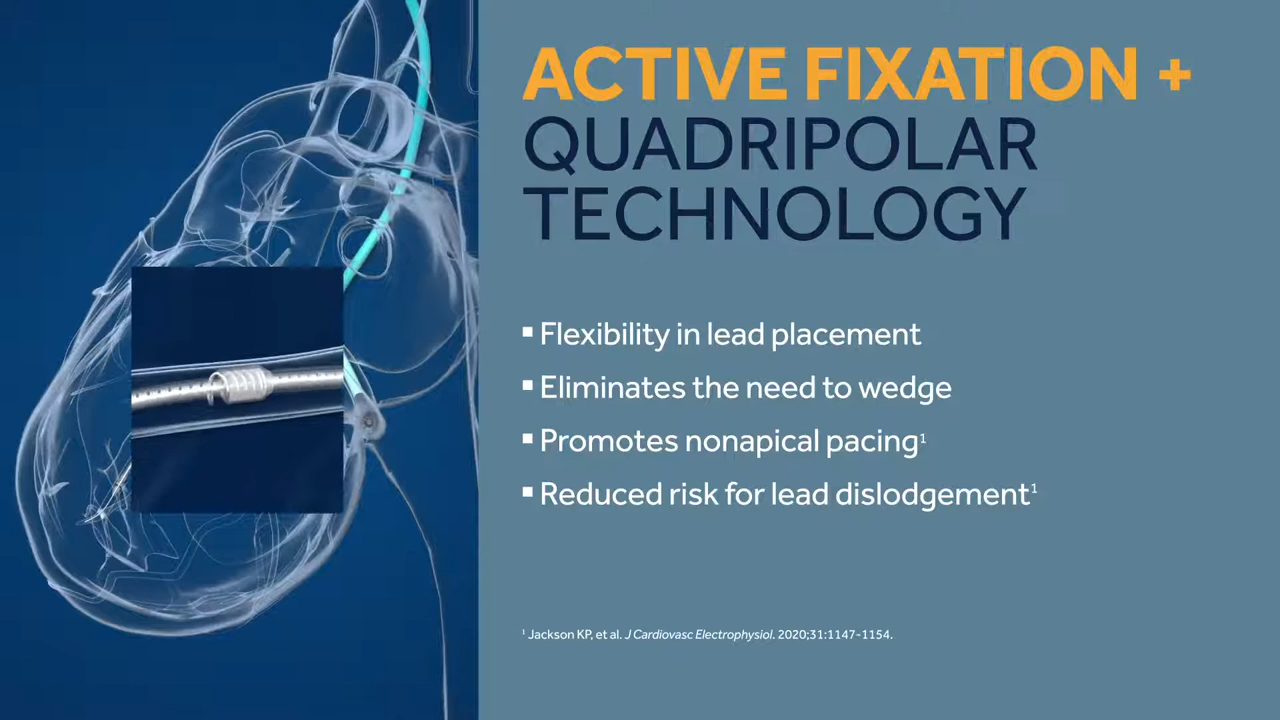 ACTIVE FIXATION +
QUADRIPOLAR
TECHNOLOGY
▪ Flexibility in lead placement
▪ Eliminates the need to wedge
▪ Promotes nonapical pacing¹
▪ Reduced risk for lead dislodgement¹
¹ Jackson KP, et al. J Cardiovasc Electrophysiol. 2020;31:1147-1154.